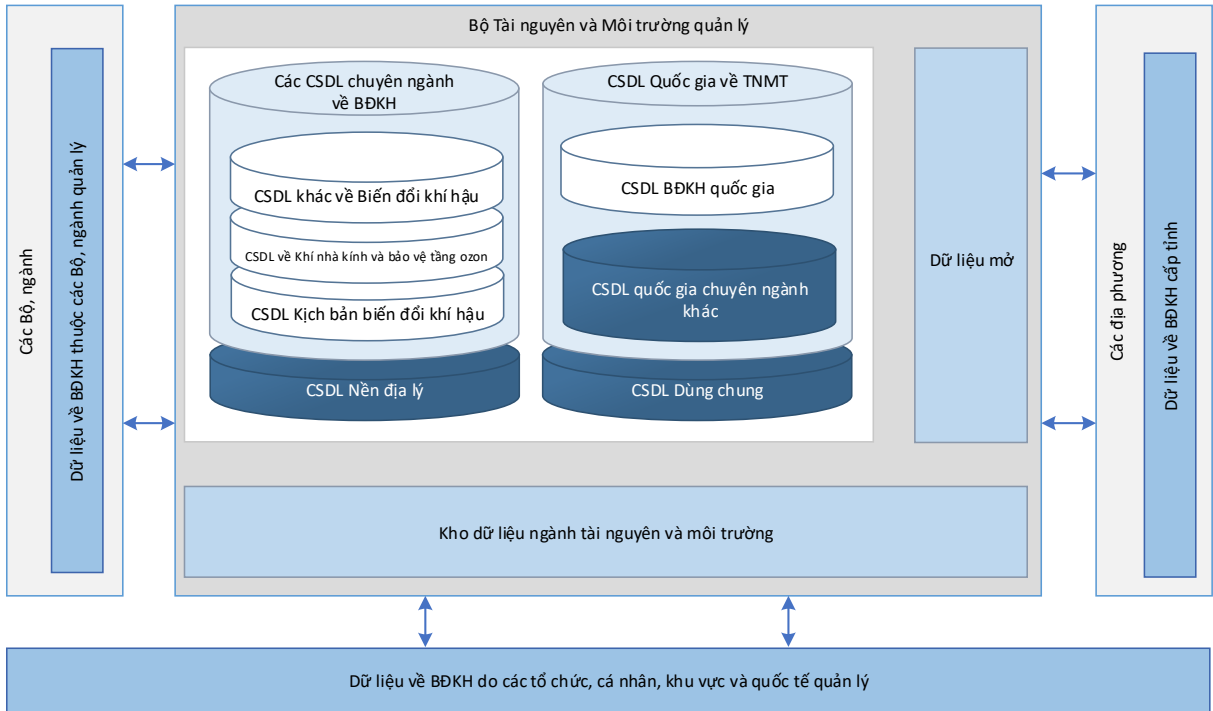 Bộ Tài nguyên và Môi trường quản lý
Các Bộ, ngành
Dữ liệu về BĐKH thuộc các Bộ, ngành quản lý
Các CSDL chuyên ngành
về BĐKH
CSDL khác về Biến đổi khí hậu
CSDL về Khí nhà kính và bảo vệ tầng ozon
CSDL Kịch bản biến đổi khí hậu
CSDL Nền địa lý
CSDL Quốc gia về TNMT
CSDL BĐKH quốc gia
CSDL quốc gia chuyên ngành
khác
CSDL Dùng chung
Dữ liệu mở
Các địa phương
Dữ liệu về BĐKH cấp tỉnh
Kho dữ liệu ngành tài nguyên và môi trường
Dữ liệu về BĐKH do các tổ chức, cá nhân, khu vực và quốc tế quản lý